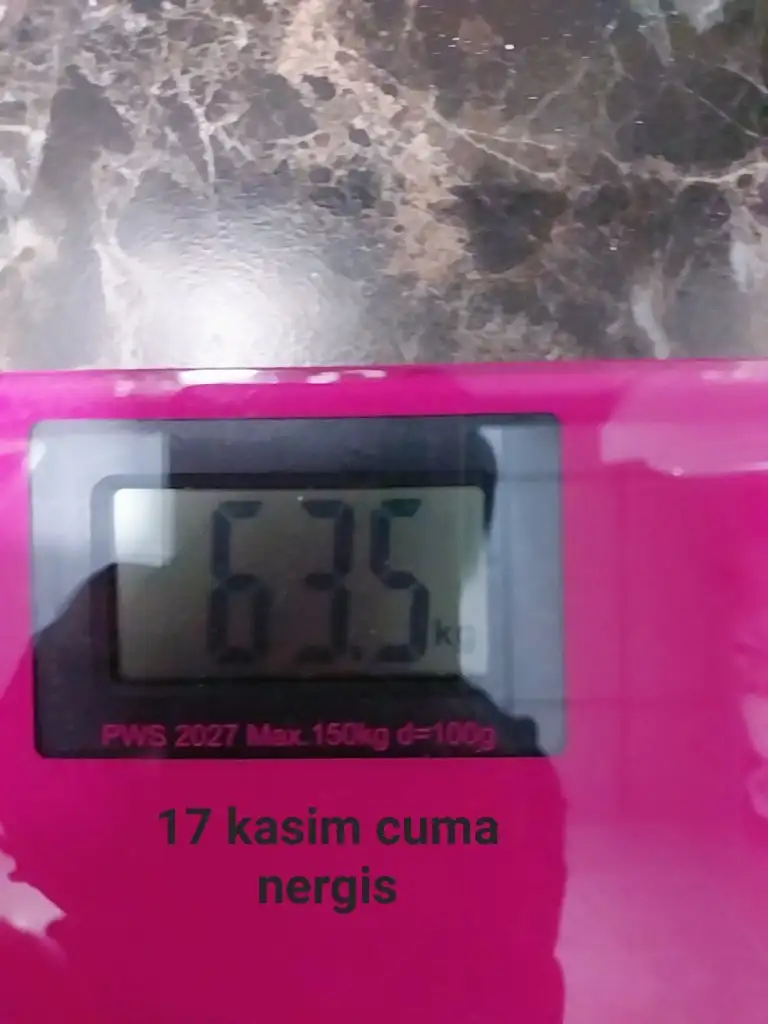 63.5 kg
PWS 2027 Max.150kg d=100g
17 kasim cuma
nergis